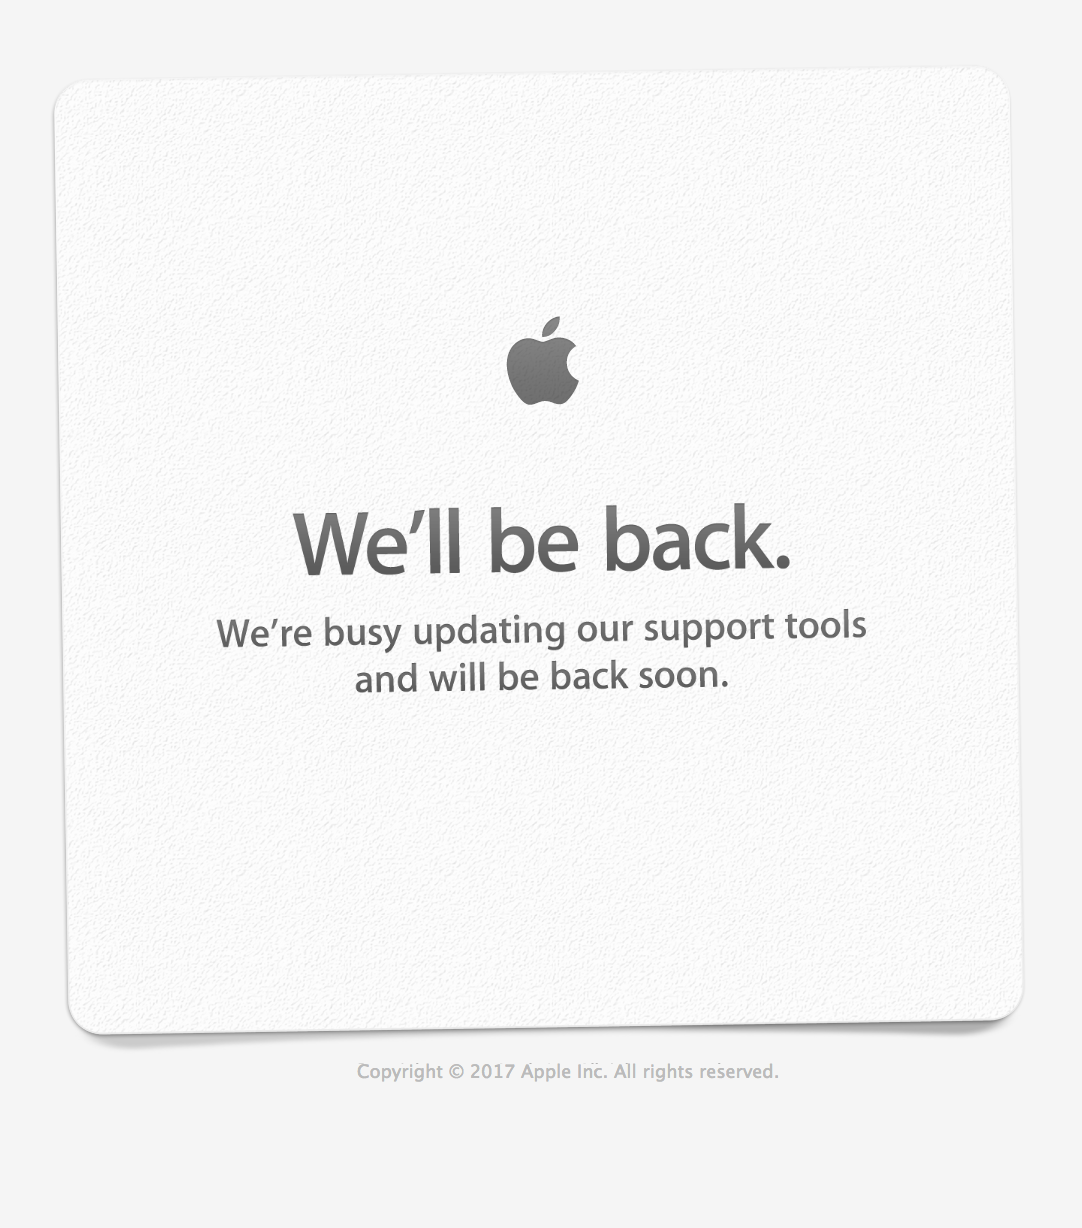 We’ll be back.
We’re busy updating our support tools
and will be back soon.
Copyright © 2017 Apple Inc. All rights reserved.